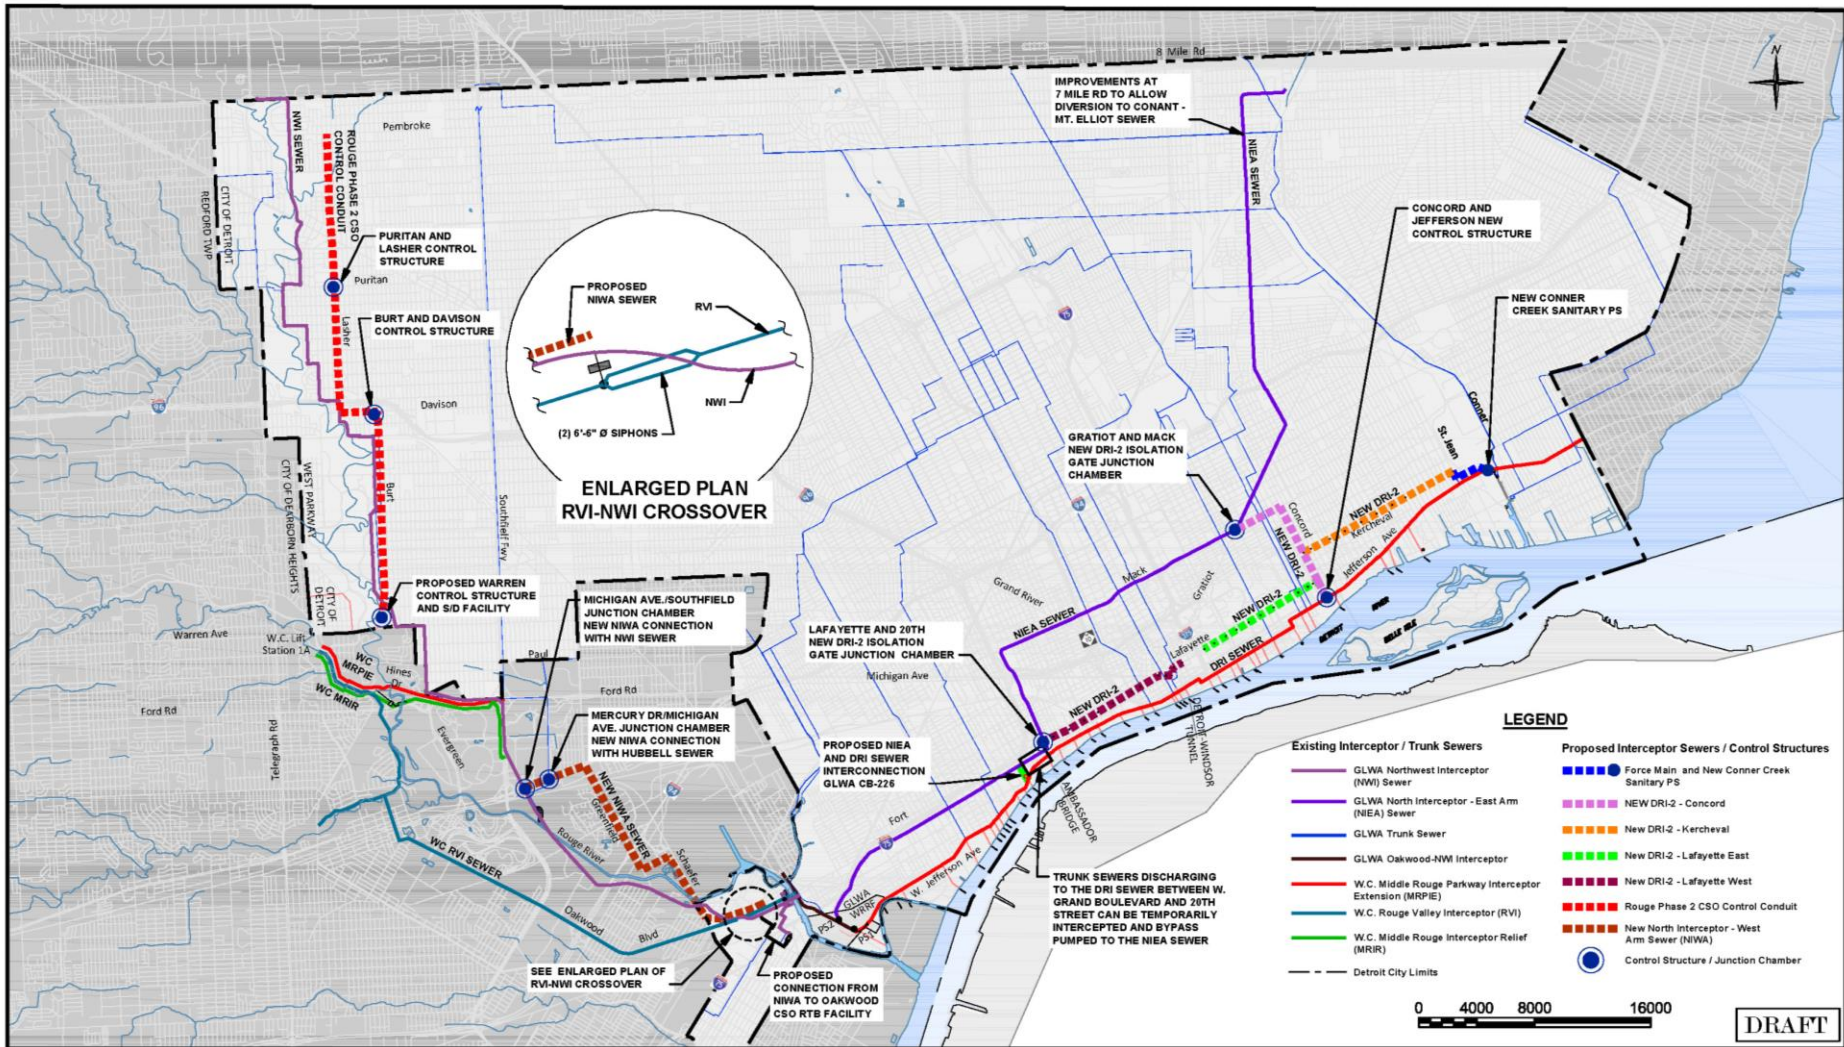 8 Mile Rd
N
IMPROVEMENTS AT
7 MILE RD TO ALLOW
DIVERSION TO CONANT -
MT. ELLIOT SEWER
NWI SEWER
Pembroke
ROUGE PHASE 2 CSO
CONTROL CONDUIT
NIEA SEWER
CITY OF DETROIT
REDFORD TWP
PURITAN AND
LASHER CONTROL
STRUCTURE
Puritan
CONCORD AND
JEFFERSON NEW
CONTROL STRUCTURE
PROPOSED
NIWA SEWER
RVI
NWI
(2) 6'-6" Ø SIPHONS
ENLARGED PLAN
RVI-NWI CROSSOVER
BURT AND DAVISON
CONTROL STRUCTURE
Lasher
Davison
NEW CONNER
CREEK SANITARY PS
Conner
St. Jean
96
75
96
94
GRATIOT AND MACK
NEW DRI-2 ISOLATION
GATE JUNCTION
CHAMBER
WEST PARKWAY
CITY OF DEARBORN HEIGHTS
Burt
Southfielf Fwy
Concord
NEW DRI-2
NEW DRI-2
Kercheval
Jefferson Ave
CITY OF
DETROIT
PROPOSED WARREN
CONTROL STRUCTURE
AND S/D FACILITY
MICHIGAN AVE./SOUTHFIELD
JUNCTION CHAMBER
NEW NIWA CONNECTION
WITH NWI SEWER
Grand River
Mack
Gratiot
NIEA SEWER
NEW DRI-2
Lafayette
DRI SEWER
DETROIT
RIVER
BELLE ISLE
Warren Ave
W.C. Lift
Station 1A
WC
MRPIE
Hines
Dr
WC MRIR
Paul
Ford Rd
Ford Rd
LAFAYETTE AND 20TH
NEW DRI-2 ISOLATION
GATE JUNCTION CHAMBER
Michigan Ave
NEW DRI-2
DETROIT-WINDSOR
TUNNEL
Telegraph Rd
Evergreen
MERCURY DR/MICHIGAN
AVE. JUNCTION CHAMBER
NEW NIWA CONNECTION
WITH HUBBELL SEWER
PROPOSED NIEA
AND DRI SEWER
INTERCONNECTION
GLWA CB-226
AMBASSADOR
BRIDGE
NEW NIWA SEWER
Greenfield
Schaefer
Rouge River
WC RVI SEWER
Oakwood
Blvd
Fort
W. Jefferson Ave
GLWA
WRRF
PS2
PS1
TRUNK SEWERS DISCHARGING
TO THE DRI SEWER BETWEEN W.
GRAND BOULEVARD AND 20TH
STREET CAN BE TEMPORARILY
INTERCEPTED AND BYPASS
PUMPED TO THE NIEA SEWER
SEE ENLARGED PLAN OF
RVI-NWI CROSSOVER
PROPOSED
CONNECTION FROM
NIWA TO OAKWOOD
CSO RTB FACILITY
LEGEND
Existing Interceptor / Trunk Sewers
GLWA Northwest Interceptor
(NWI) Sewer
GLWA North Interceptor - East Arm
(NIEA) Sewer
GLWA Trunk Sewer
GLWA Oakwood-NWI Interceptor
W.C. Middle Rouge Parkway Interceptor
Extension (MRPIE)
W.C. Rouge Valley Interceptor (RVI)
W.C. Middle Rouge Interceptor Relief
(MRIR)
Detroit City Limits
Proposed Interceptor Sewers / Control Structures
Force Main and New Conner Creek
Sanitary PS
NEW DRI-2 - Concord
New DRI-2 - Kercheval
New DRI-2 - Lafayette East
New DRI-2 - Lafayette West
Rouge Phase 2 CSO Control Conduit
New North Interceptor - West
Arm Sewer (NIWA)
Control Structure / Junction Chamber
0 4000 8000 16000
DRAFT